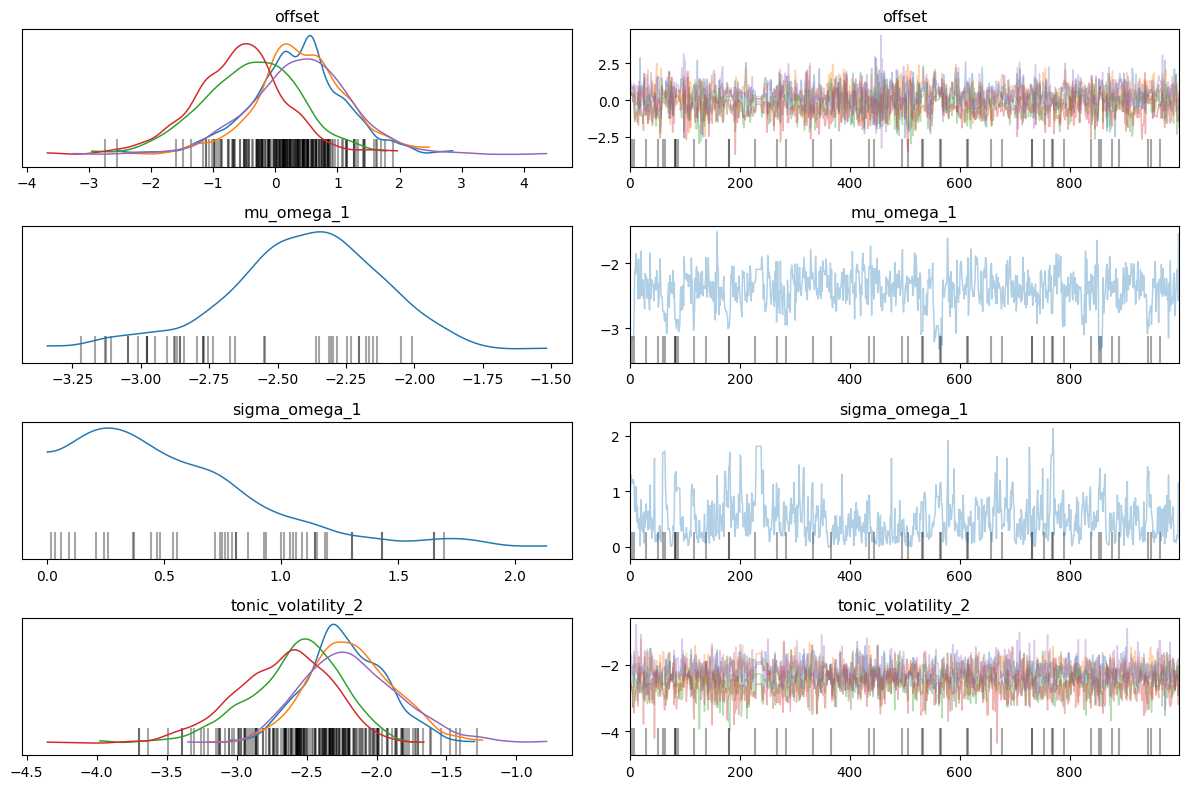 offset
offset
−4 −3 −2 −1 0 1 2 3 4
2.5
0.0
−2.5
0 200 400 600 800
mu_omega_1
mu_omega_1
−3.25 −3.00 −2.75 −2.50 −2.25 −2.00 −1.75 −1.50
−2
−3
0 200 400 600 800
sigma_omega_1
sigma_omega_1
0.0 0.5 1.0 1.5 2.0
2
1
0
0 200 400 600 800
tonic_volatility_2
tonic_volatility_2
−4.5 −4.0 −3.5 −3.0 −2.5 −2.0 −1.5 −1.0
−2
−4
0 200 400 600 800